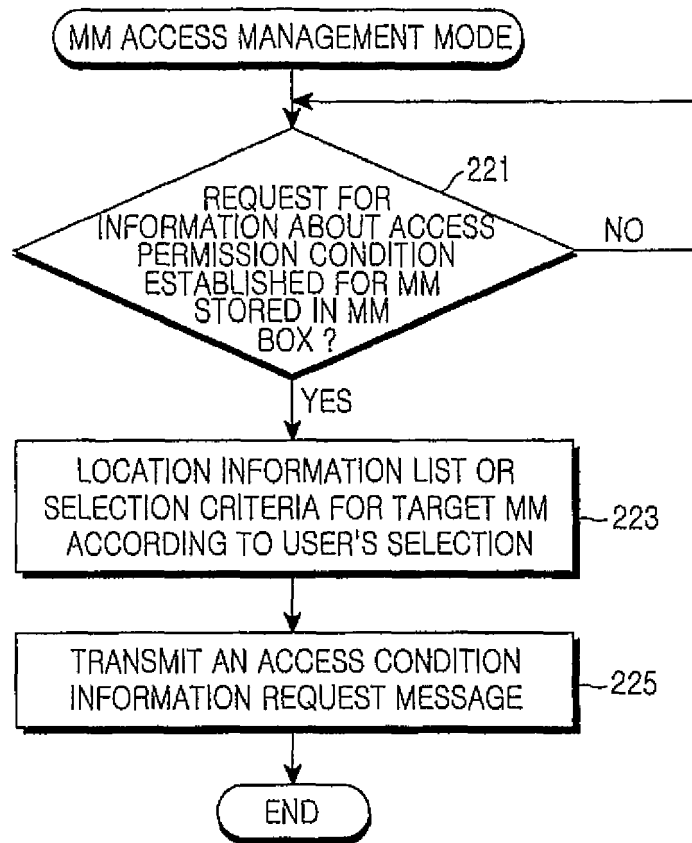 MM ACCESS MANAGEMENT MODE
221
REQUEST FOR
INFORMATION ABOUT ACCESS
PERMISSION CONDITION
ESTABLISHED FOR MM
STORED IN MM
BOX ?
NO
YES
LOCATION INFORMATION LIST OR
SELECTION CRITERIA FOR TARGET MM
ACCORDING TO USER'S SELECTION
223
TRANSMIT AN ACCESS CONDITION
INFORMATION REQUEST MESSAGE
225
END